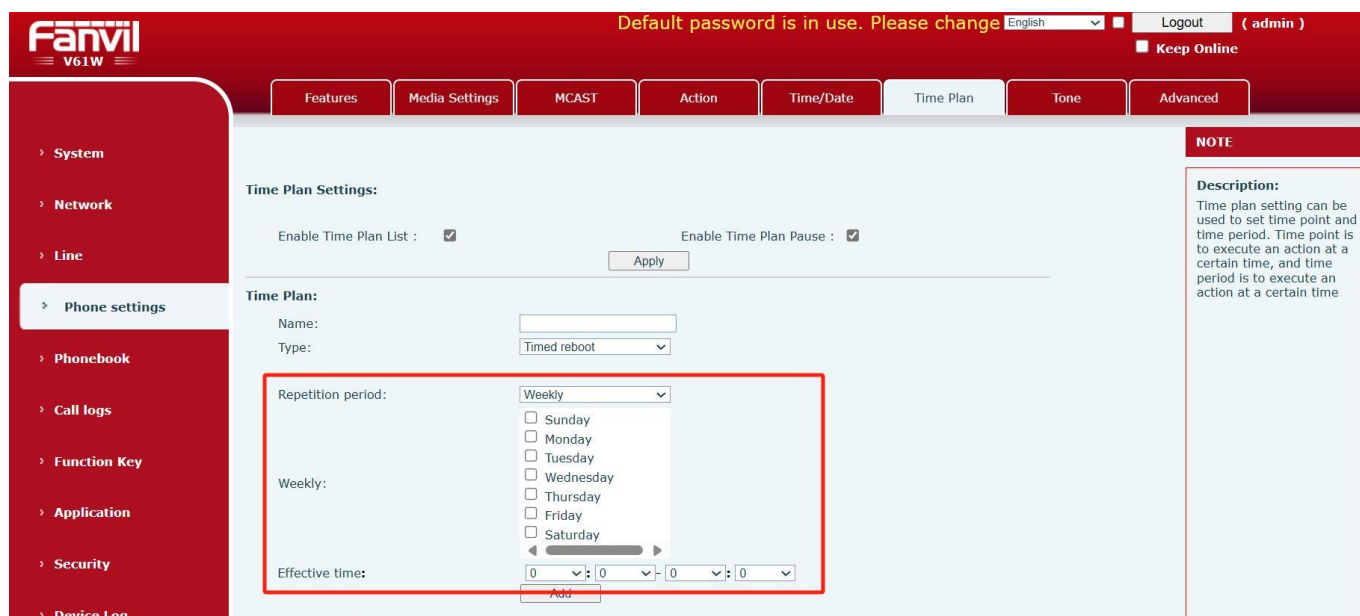 Fanvil
V61W
Default password is in use. Please change
English
Logout
( admin )
Keep Online
Features
Media Settings
MCAST
Action
Time/Date
Time Plan
Tone
Advanced
› System
› Network
› Line
› Phone settings
› Phonebook
› Call logs
› Function Key
› Application
› Security
› Device Log
Time Plan Settings:
Enable Time Plan List :
Enable Time Plan Pause :
Apply
Time Plan:
Name:
Type:
Timed reboot
Repetition period:
Weekly
Weekly:
Sunday
Monday
Tuesday
Wednesday
Thursday
Friday
Saturday
Effective time:
0 : 0 - 0 : 0
Add
NOTE
Description:
Time plan setting can be
used to set time point and
time period. Time point is
to execute an action at a
certain time, and time
period is to execute an
action at a certain time